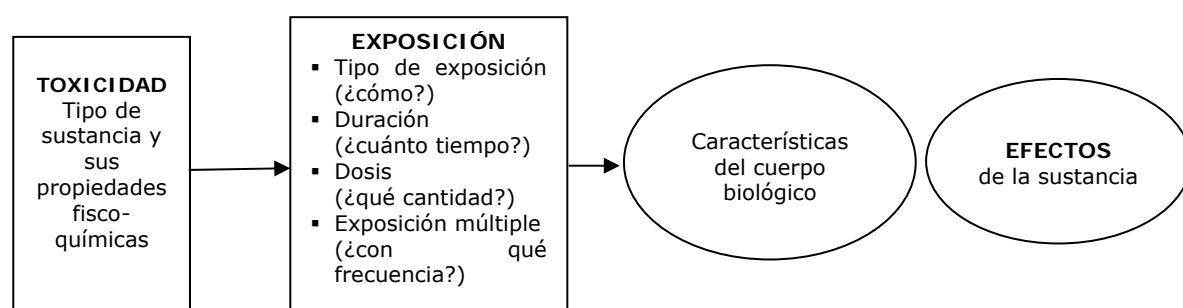 TOXICIDAD
Tipo de
sustancia y
sus
propiedades
fisco-
químicas
EXPOSICIÓN
▪ Tipo de exposición
(¿cómo?)
▪ Duración
(¿cuánto tiempo?)
▪ Dosis
(¿qué cantidad?)
▪ Exposición múltiple
(¿con qué
frecuencia?)
Características
del cuerpo
biológico
EFECTOS
de la sustancia